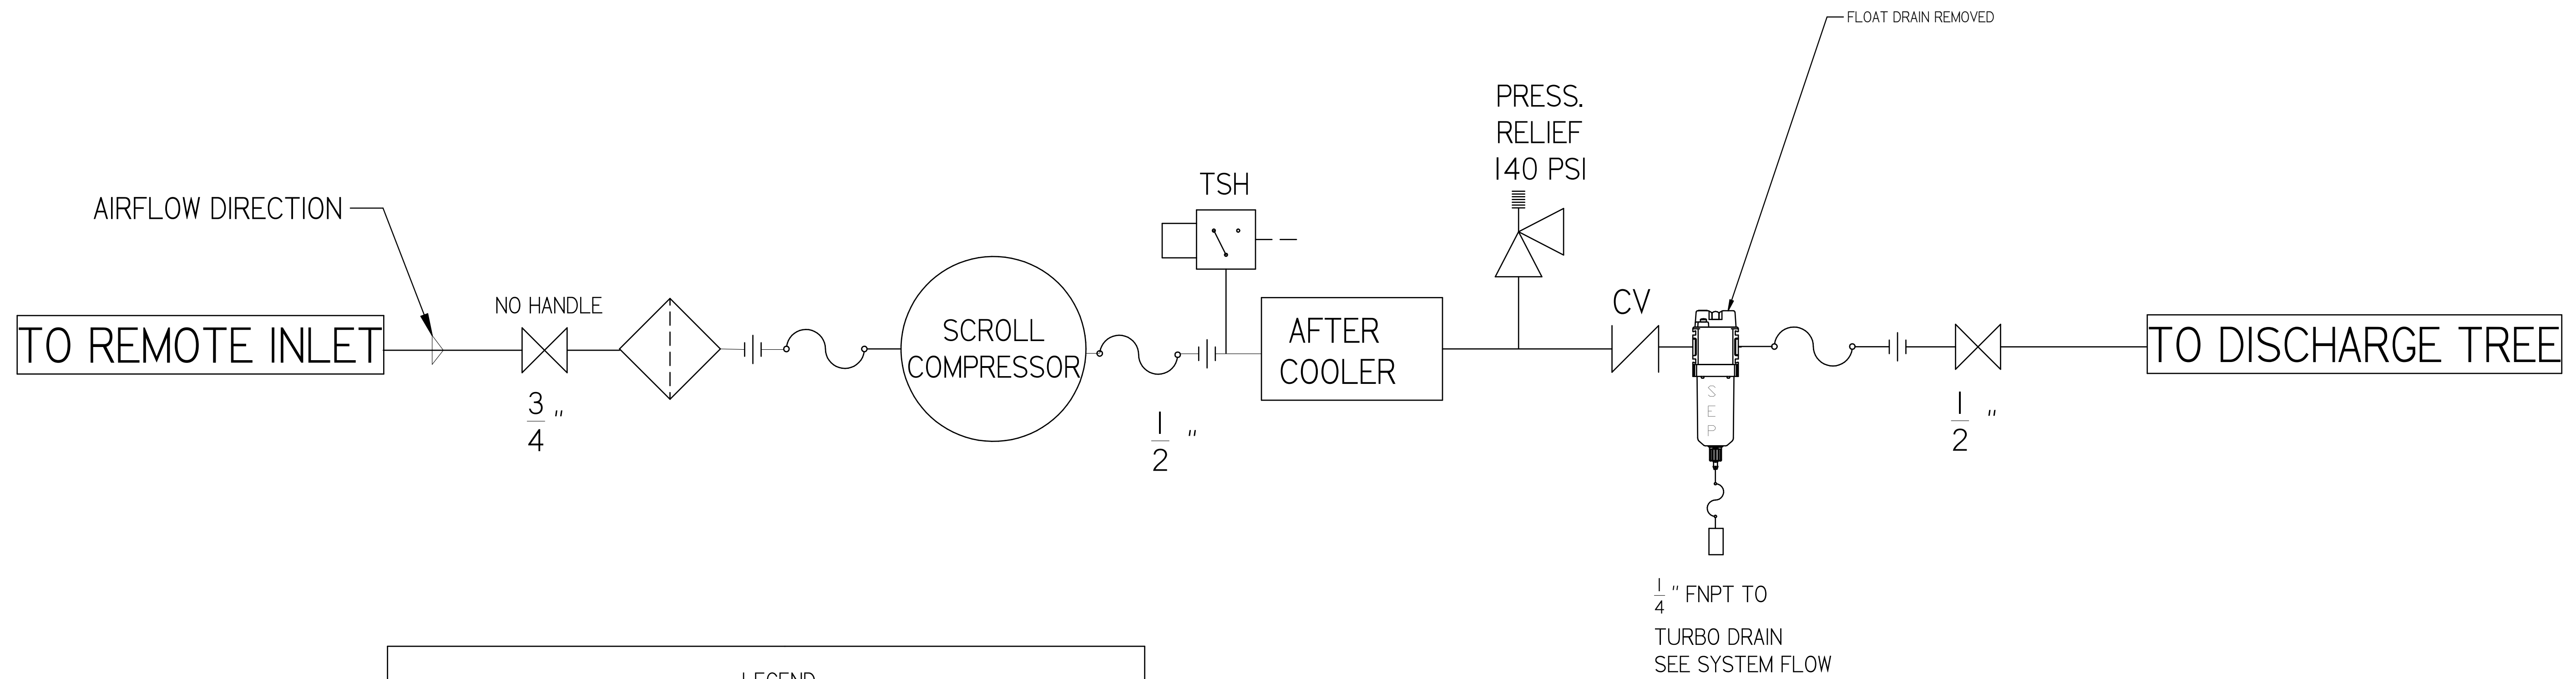 FLOAT DRAIN REMOVED
PRESS.
RELIEF
140 PSI
TSH
AIRFLOW DIRECTION
NO HANDLE
CV
TO REMOTE INLET
SCROLL
COMPRESSOR
AFTER
COOLER
TO DISCHARGE TREE
S
E
P
3/4 "
1/2 "
1/2 "
1/4 " FNPT TO
TURBO DRAIN
SEE SYSTEM FLOW
LEGEND